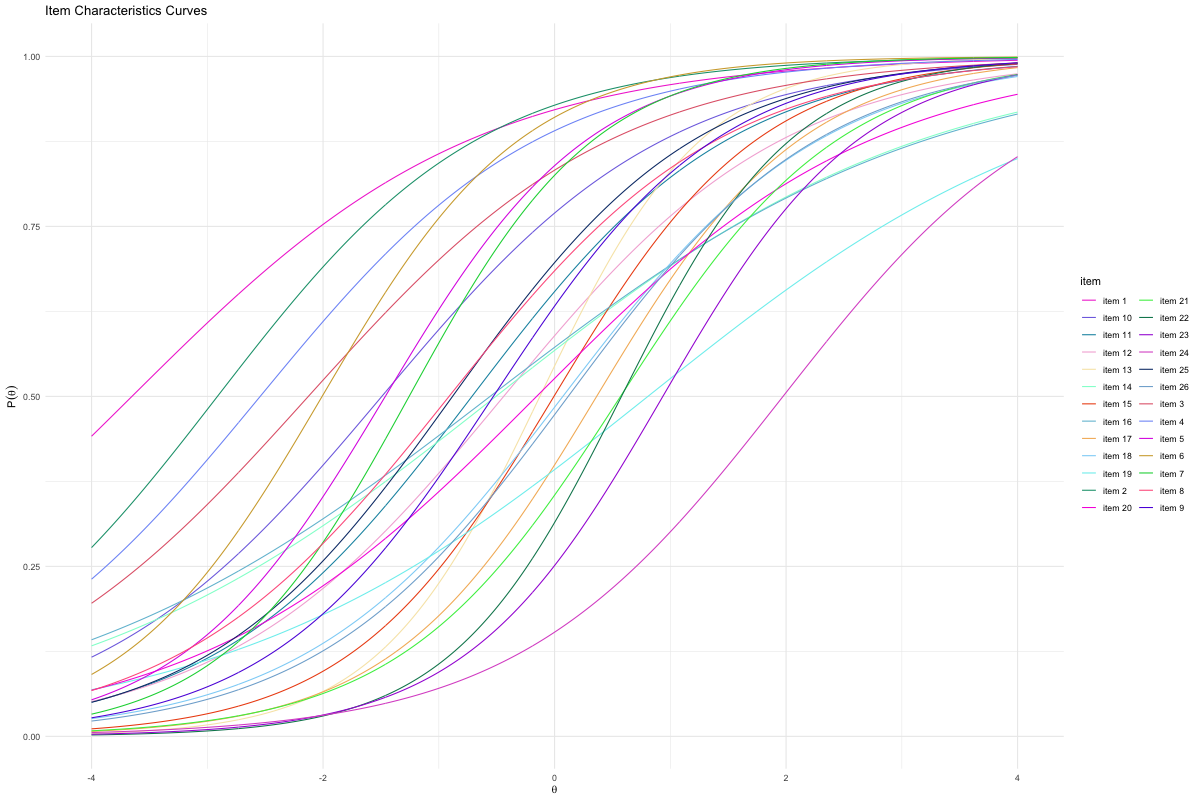 Item Characteristics Curves
1.00
0.75
0.50
0.25
0.00
P(θ)
-4
-2
0
2
4
θ
item
item 1
item 10
item 11
item 12
item 13
item 14
item 15
item 16
item 17
item 18
item 19
item 2
item 20
item 21
item 22
item 23
item 24
item 25
item 26
item 3
item 4
item 5
item 6
item 7
item 8
item 9